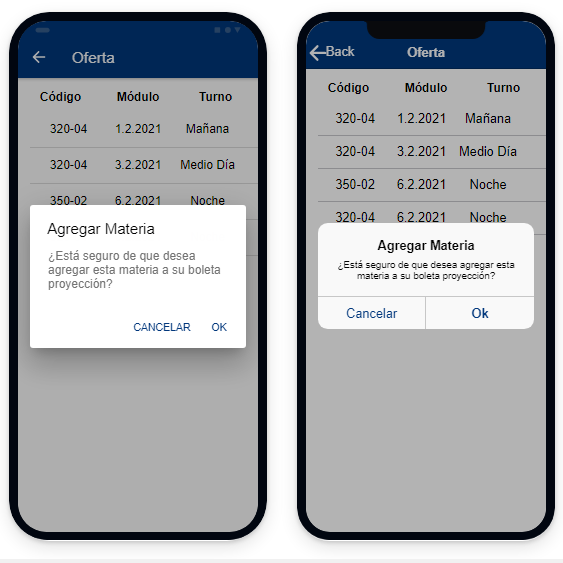 Oferta
Código Módulo Turno
320-04 1.2.2021 Mañana
320-04 3.2.2021 Medio Día
350-02 6.2.2021 Noche
Agregar Materia
¿Está seguro de que desea
agregar esta materia a su boleta
proyección?
CANCELAR OK
Back Oferta
Código Módulo Turno
320-04 1.2.2021 Mañana
320-04 3.2.2021 Medio Día
350-02 6.2.2021 Noche
320-04 6.2.2021 Noche
Agregar Materia
¿Está seguro de que desea agregar esta
materia a su boleta proyección?
Cancelar Ok